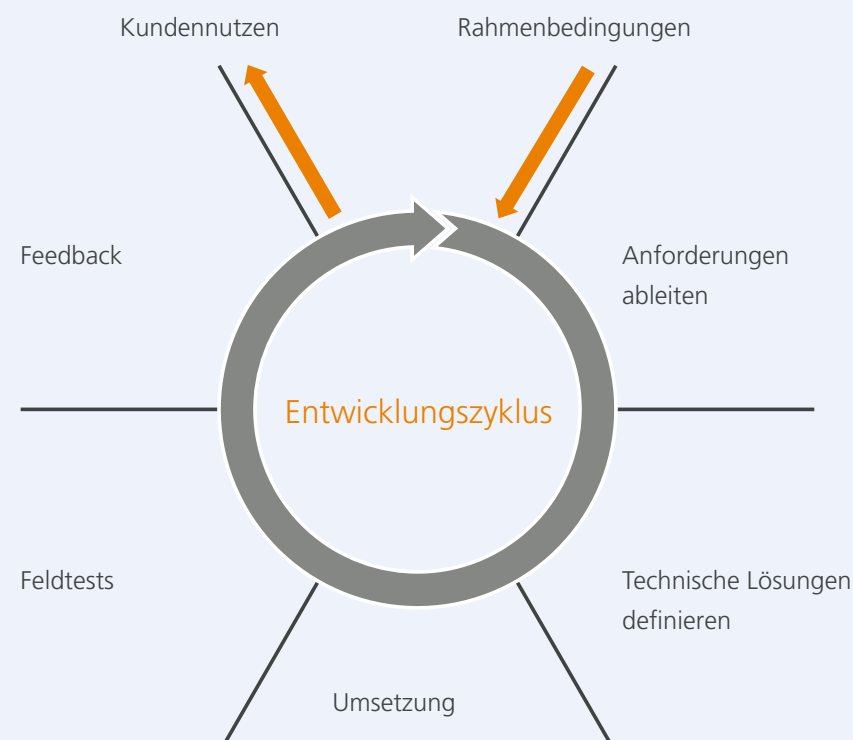 Kundennutzen
Rahmenbedingungen
Feedback
Anforderungen
ableiten
Entwicklungszyklus
Feldtests
Technische Lösungen
definieren
Umsetzung